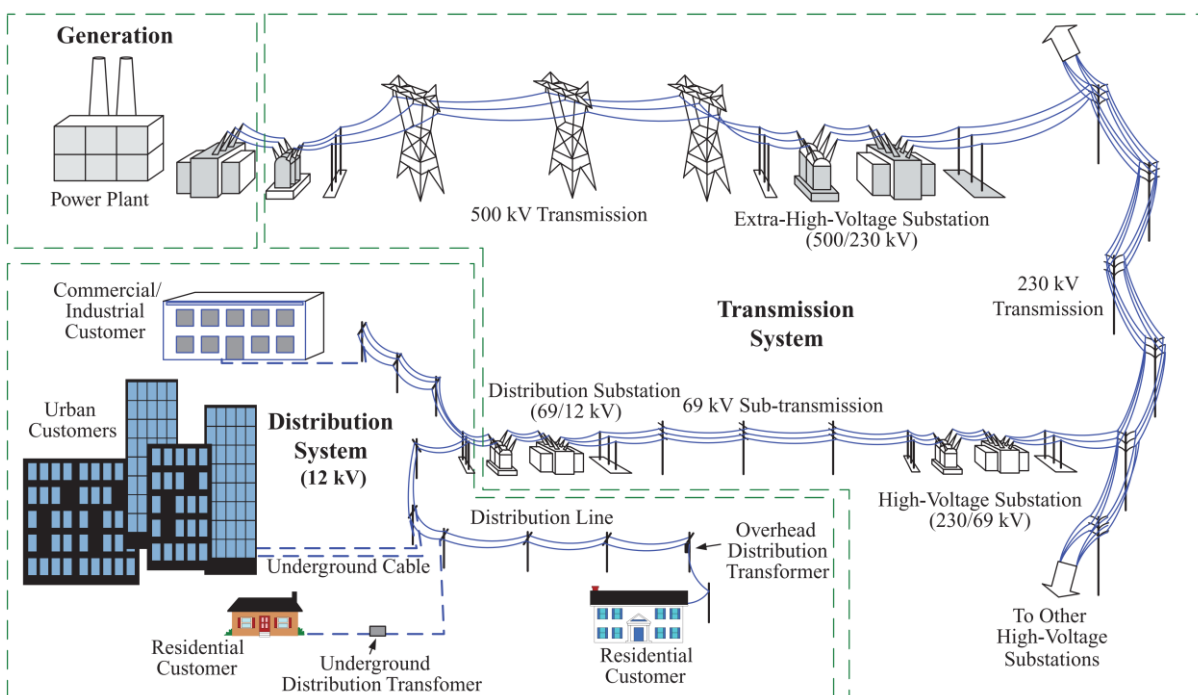 Generation
Power Plant
500 kV Transmission
Extra-High-Voltage Substation
(500/230 kV)
230 kV
Transmission
Transmission
System
Commercial/
Industrial
Customer
Urban
Customers
Distribution
System
(12 kV)
Distribution Substation
(69/12 kV)
69 kV Sub-transmission
High-Voltage Substation
(230/69 kV)
Distribution Line
Overhead
Distribution
Transformer
Underground Cable
Residential
Customer
Underground
Distribution Transfomer
Residential
Customer
To Other
High-Voltage
Substations